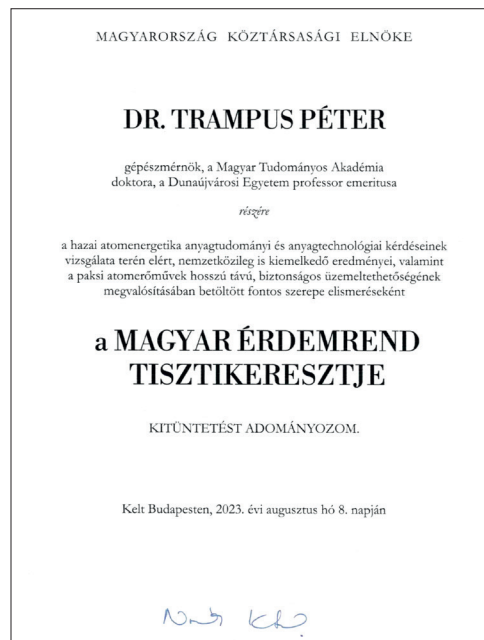 MAGYARORSZÁG KÖZTÁRSASÁGI ELNÖKE
DR. TRAMPUS PÉTER
gépészmérnök, a Magyar Tudományos Akadémia
doktora, a Dunaújvárosi Egyetem professor emeritusa
részére
a hazai atomenergetika anyagtudományi és anyagtechnológiai kérdéseinek
vizsgálata terén elért, nemzetközileg is kiemelkedő eredményei, valamint
a paksi atomerőművek hosszú távú, biztonságos üzemeltethetőségének
megvalósításában betöltött fontos szerepe elismeréseként
a MAGYAR ÉRDEMREND
TISZTIKERESZTJE
KITÜNTETÉST ADOMÁNYOZOM.
Kelt Budapesten, 2023. évi augusztus hó 8. napján